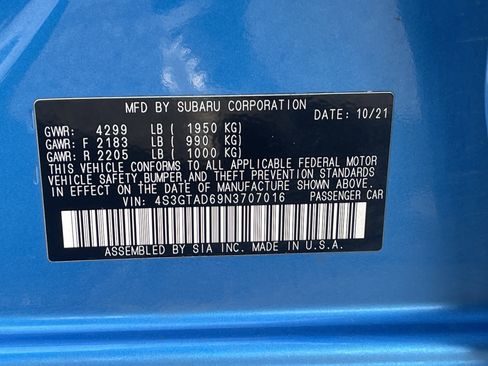 MFD BY SUBARU CORPORATION
DATE: 10/21
GVWR: 4299 LB ( 1950 KG)
GAWR: F 2183 LB ( 990 KG)
GAWR: R 2205 LB ( 1000 KG)
THIS VEHICLE CONFORMS TO ALL APPLICABLE FEDERAL MOTOR
VEHICLE SAFETY,BUMPER,AND THEFT PREVENTION STANDARDS
IN EFFECT ON THE DATE OF MANUFACTURE SHOWN ABOVE.
VIN: 4S3GTAD69N3707016 PASSENGER CAR
ASSEMBLED BY SIA INC. MADE IN U.S.A.